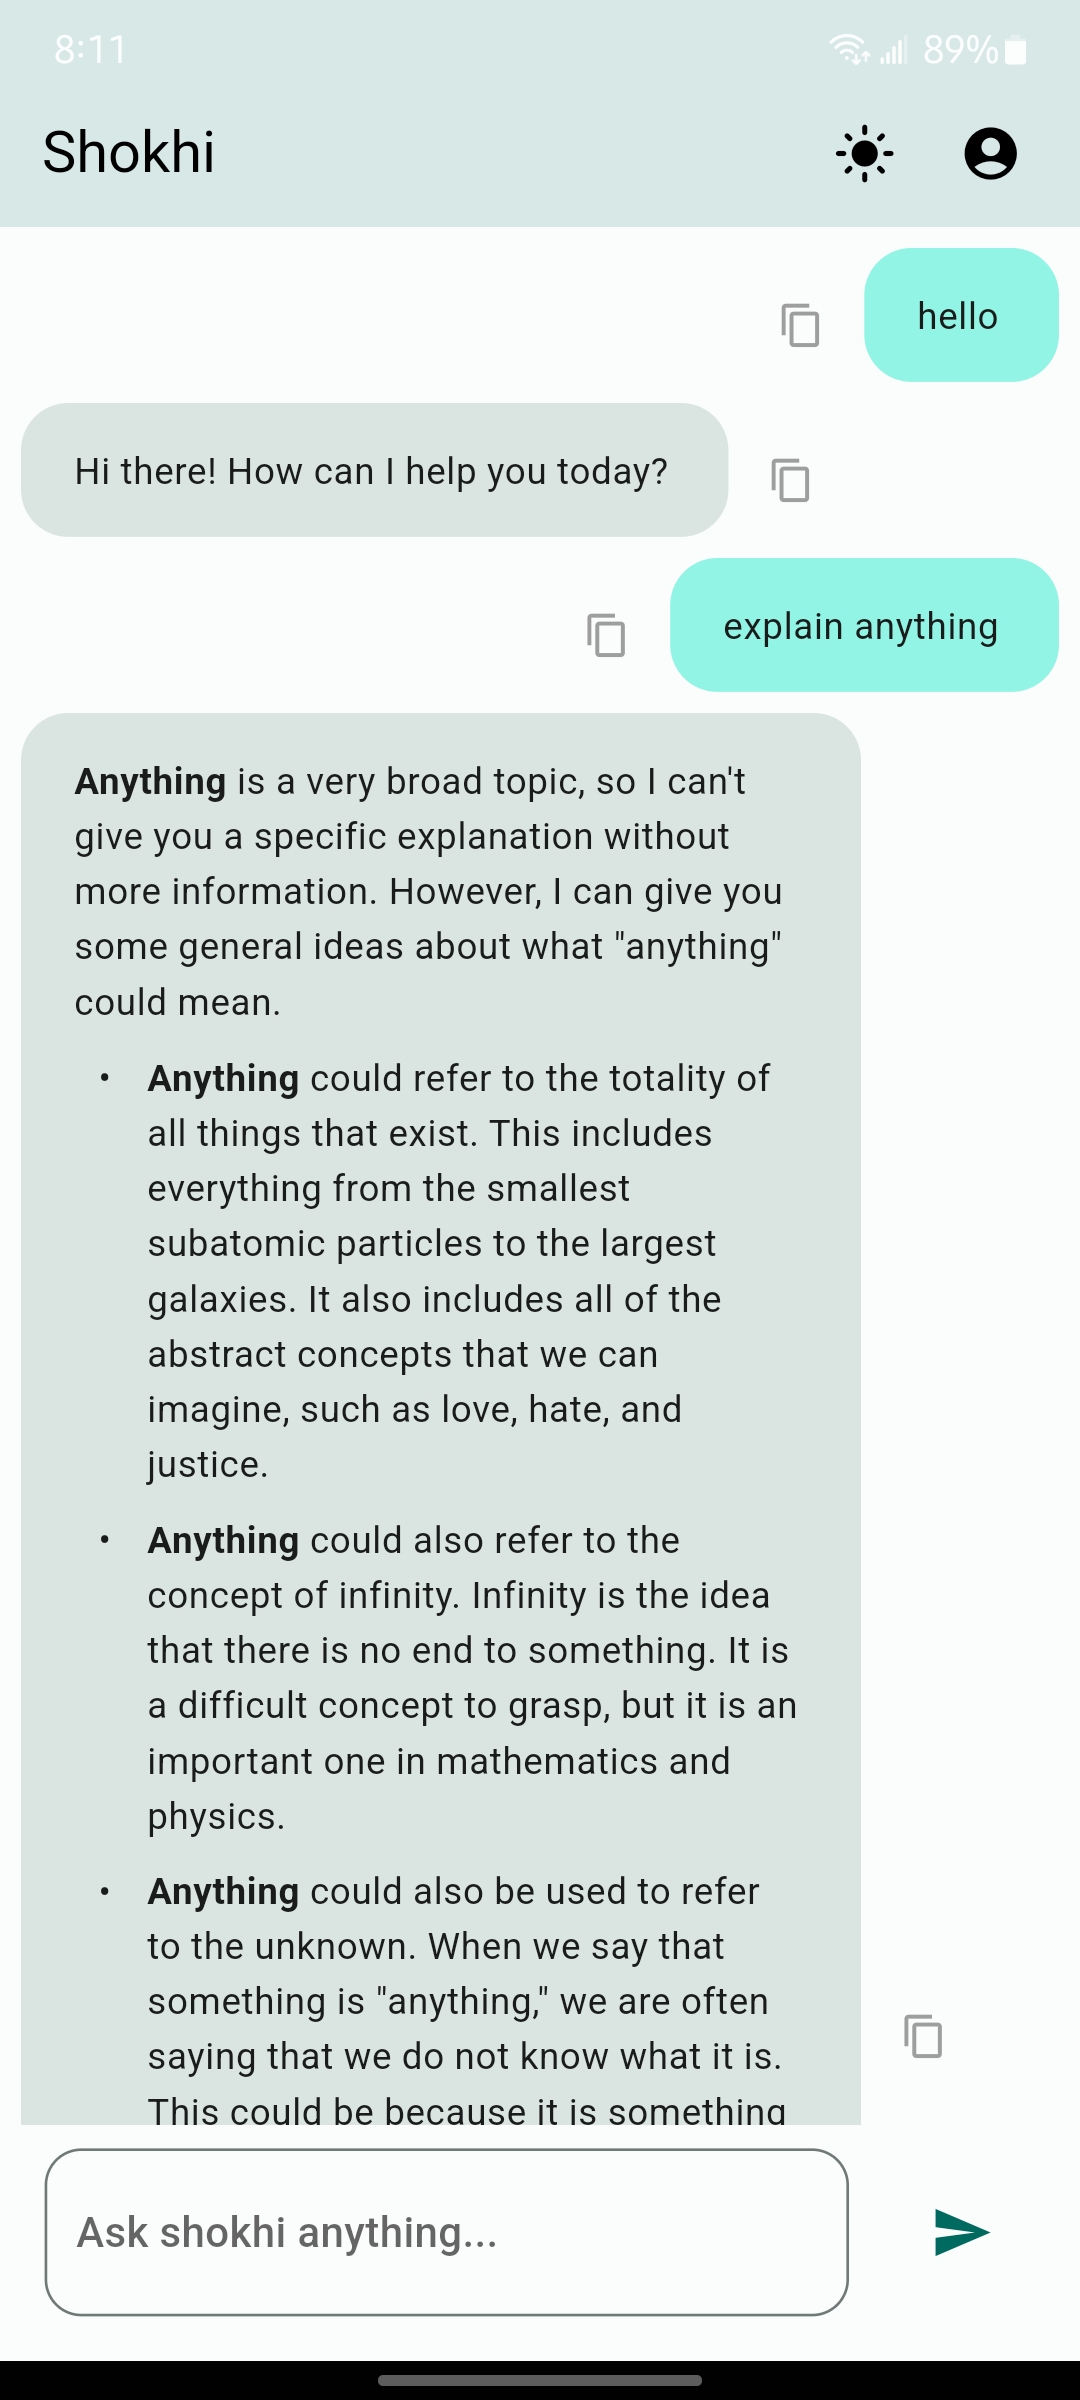 8:11
89%
Shokhi
hello
Hi there! How can I help you today?
explain anything
Anything is a very broad topic, so I can't
give you a specific explanation without
more information. However, I can give you
some general ideas about what "anything"
could mean.
• Anything could refer to the totality of
all things that exist. This includes
everything from the smallest
subatomic particles to the largest
galaxies. It also includes all of the
abstract concepts that we can
imagine, such as love, hate, and
justice.
• Anything could also refer to the
concept of infinity. Infinity is the idea
that there is no end to something. It is
a difficult concept to grasp, but it is an
important one in mathematics and
physics.
• Anything could also be used to refer
to the unknown. When we say that
something is "anything," we are often
saying that we do not know what it is.
This could be because it is something
Ask shokhi anything...